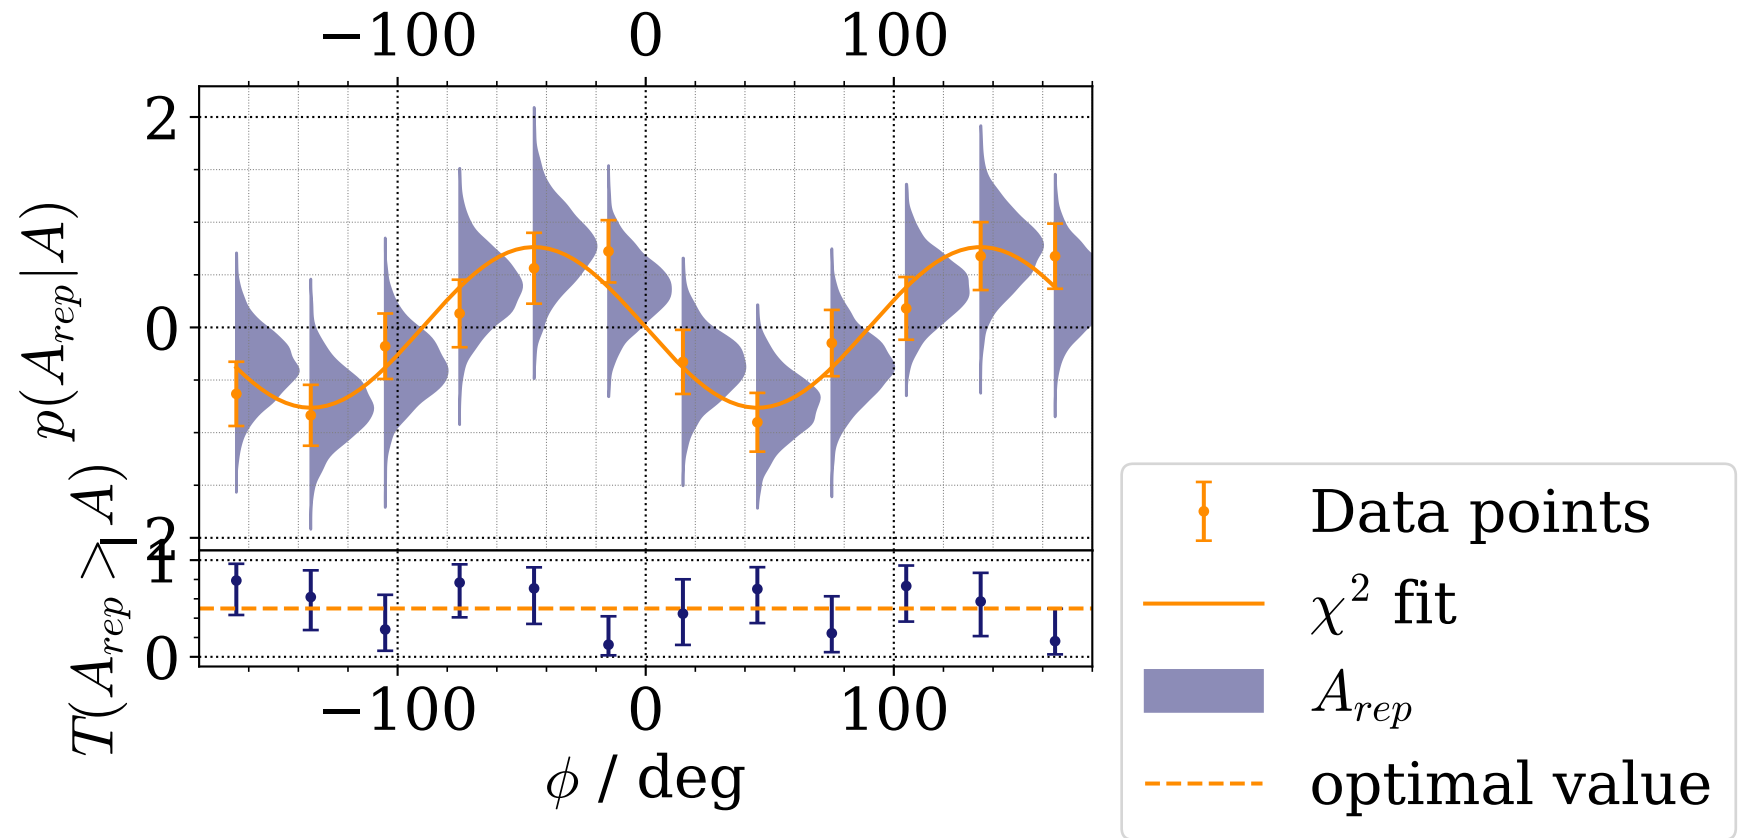 −100 0 100
2
0
−2
p(A_rep|A)
1
0
T(A_rep > A)
−100 0 100
ϕ / deg
Data points
χ² fit
A_rep
optimal value